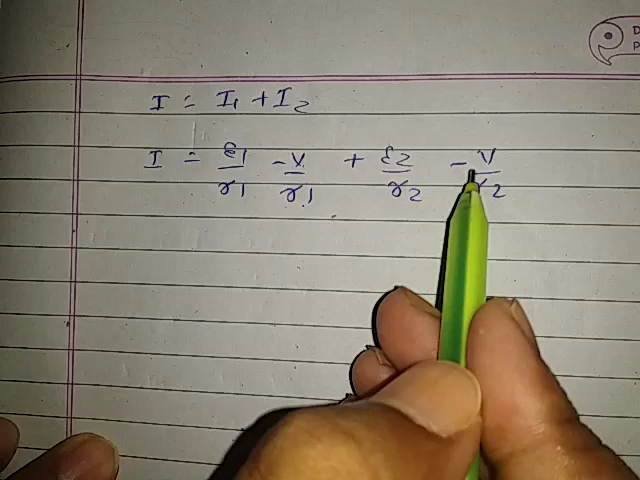 I = I1 + I2
I = ε1/r1 - V/r1 + ε2/r2 - V/r2
D
P